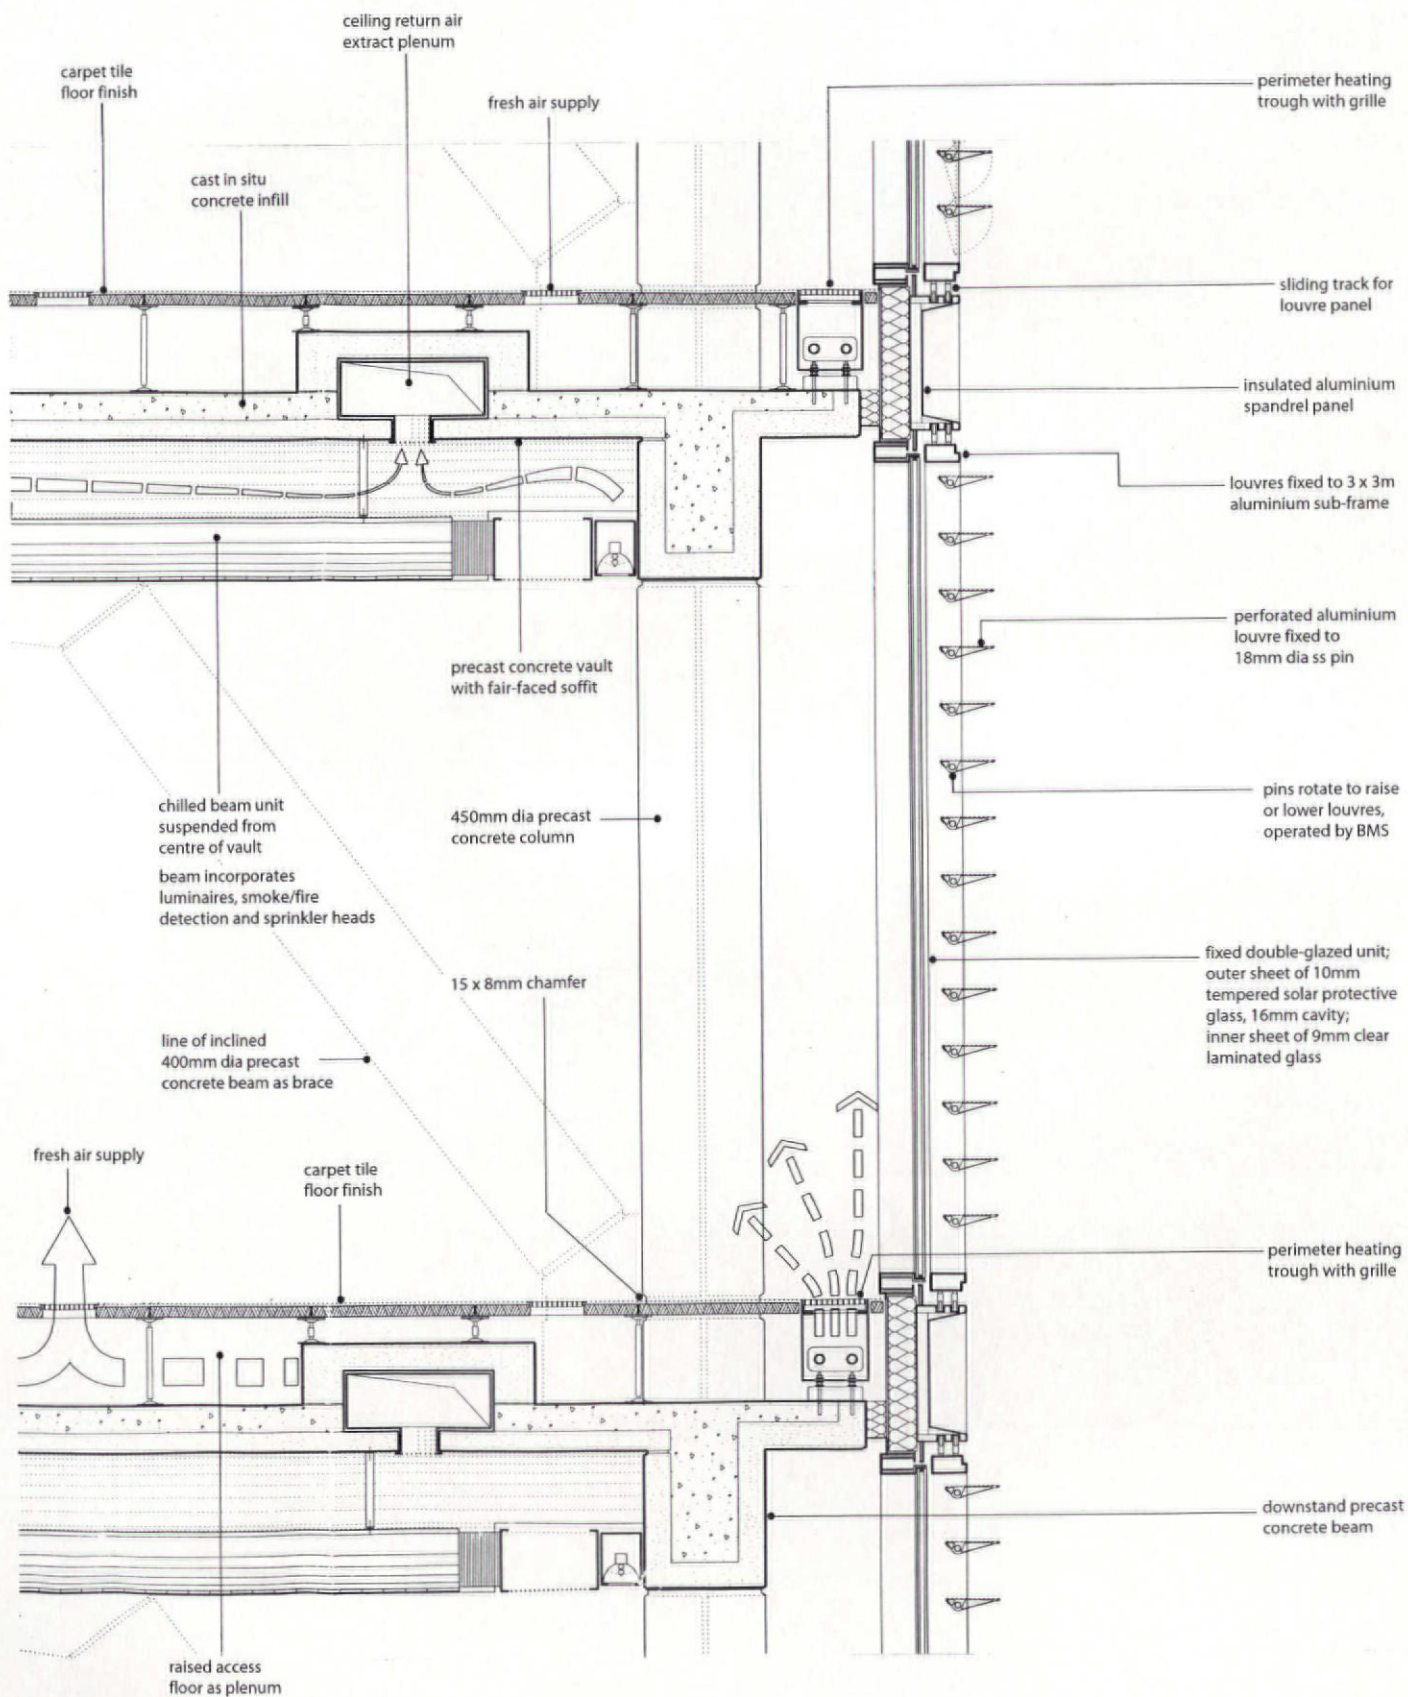 ceiling return air
extract plenum
carpet tile
floor finish
fresh air supply
perimeter heating
trough with grille
cast in situ
concrete infill
sliding track for
louvre panel
insulated aluminium
spandrel panel
louvres fixed to 3 x 3m
aluminium sub-frame
perforated aluminium
louvre fixed to
18mm dia ss pin
precast concrete vault
with fair-faced soffit
pins rotate to raise
or lower louvres,
operated by BMS
chilled beam unit
suspended from
centre of vault
beam incorporates
luminaires, smoke/fire
detection and sprinkler heads
450mm dia precast
concrete column
fixed double-glazed unit;
outer sheet of 10mm
tempered solar protective
glass, 16mm cavity;
inner sheet of 9mm clear
laminated glass
15 x 8mm chamfer
line of inclined
400mm dia precast
concrete beam as brace
fresh air supply
carpet tile
floor finish
perimeter heating
trough with grille
downstand precast
concrete beam
raised access
floor as plenum